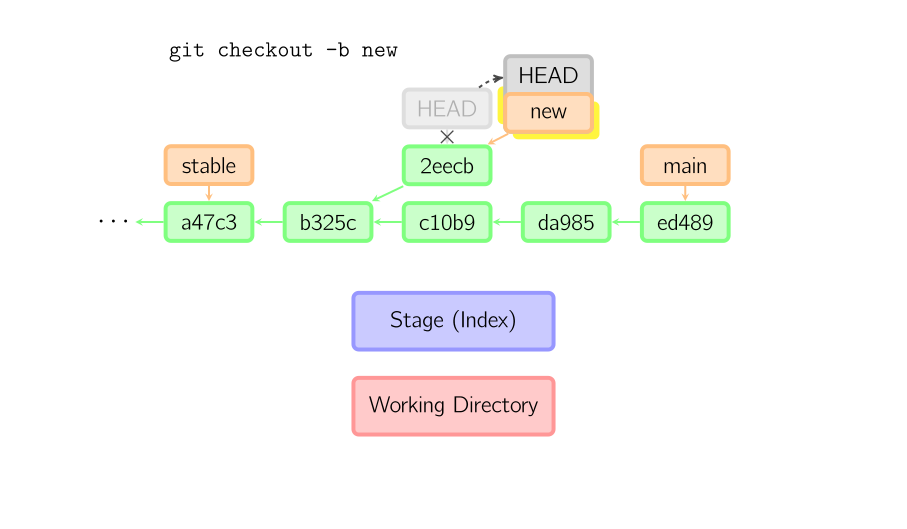 git checkout -b new
HEAD
HEAD
new
stable
2eecb
main
...
a47c3
b325c
c10b9
da985
ed489
Stage (Index)
Working Directory